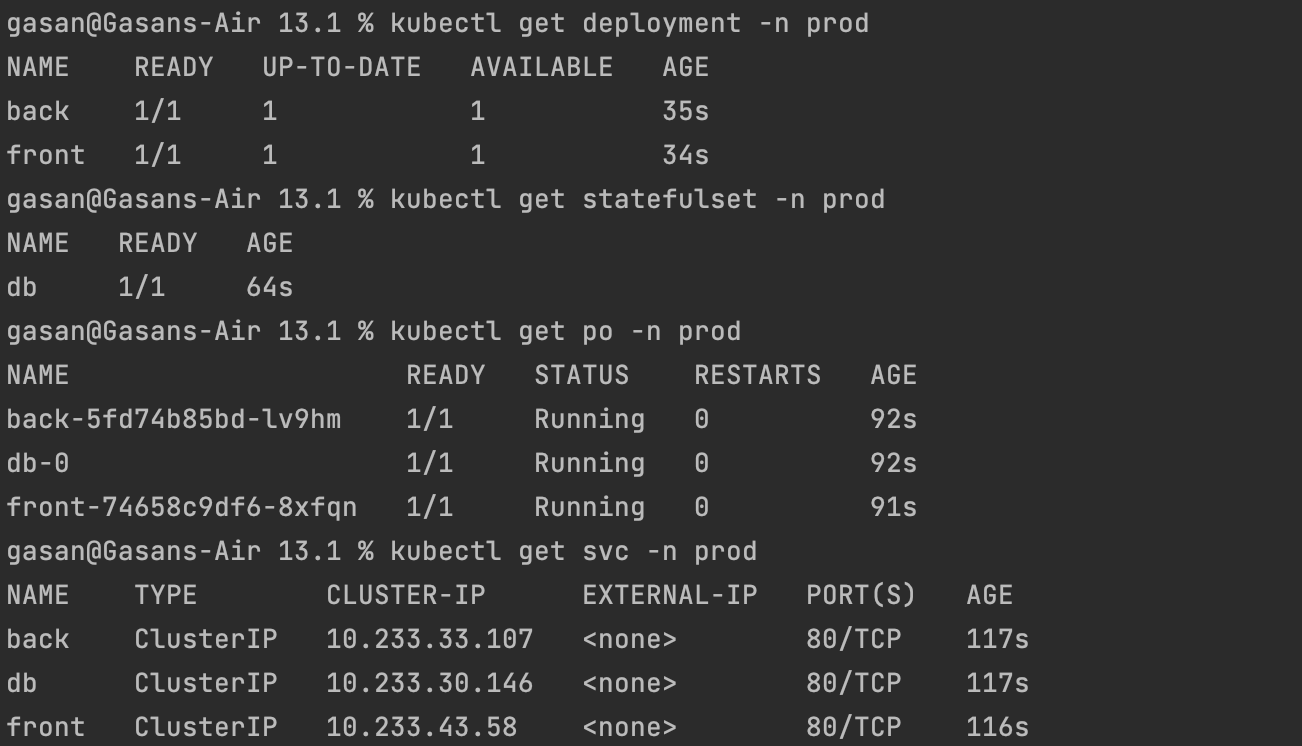 gasan@Gasans-Air 13.1 % kubectl get deployment -n prod
NAME    READY   UP-TO-DATE   AVAILABLE   AGE
back    1/1     1            1           35s
front   1/1     1            1           34s
gasan@Gasans-Air 13.1 % kubectl get statefulset -n prod
NAME   READY   AGE
db     1/1     64s
gasan@Gasans-Air 13.1 % kubectl get po -n prod
NAME                     READY   STATUS    RESTARTS   AGE
back-5fd74b85bd-lv9hm    1/1     Running   0          92s
db-0                     1/1     Running   0          92s
front-74658c9df6-8xfqn   1/1     Running   0          91s
gasan@Gasans-Air 13.1 % kubectl get svc -n prod
NAME    TYPE        CLUSTER-IP      EXTERNAL-IP   PORT(S)   AGE
back    ClusterIP   10.233.33.107   <none>        80/TCP    117s
db      ClusterIP   10.233.30.146   <none>        80/TCP    117s
front   ClusterIP   10.233.43.58    <none>        80/TCP    116s